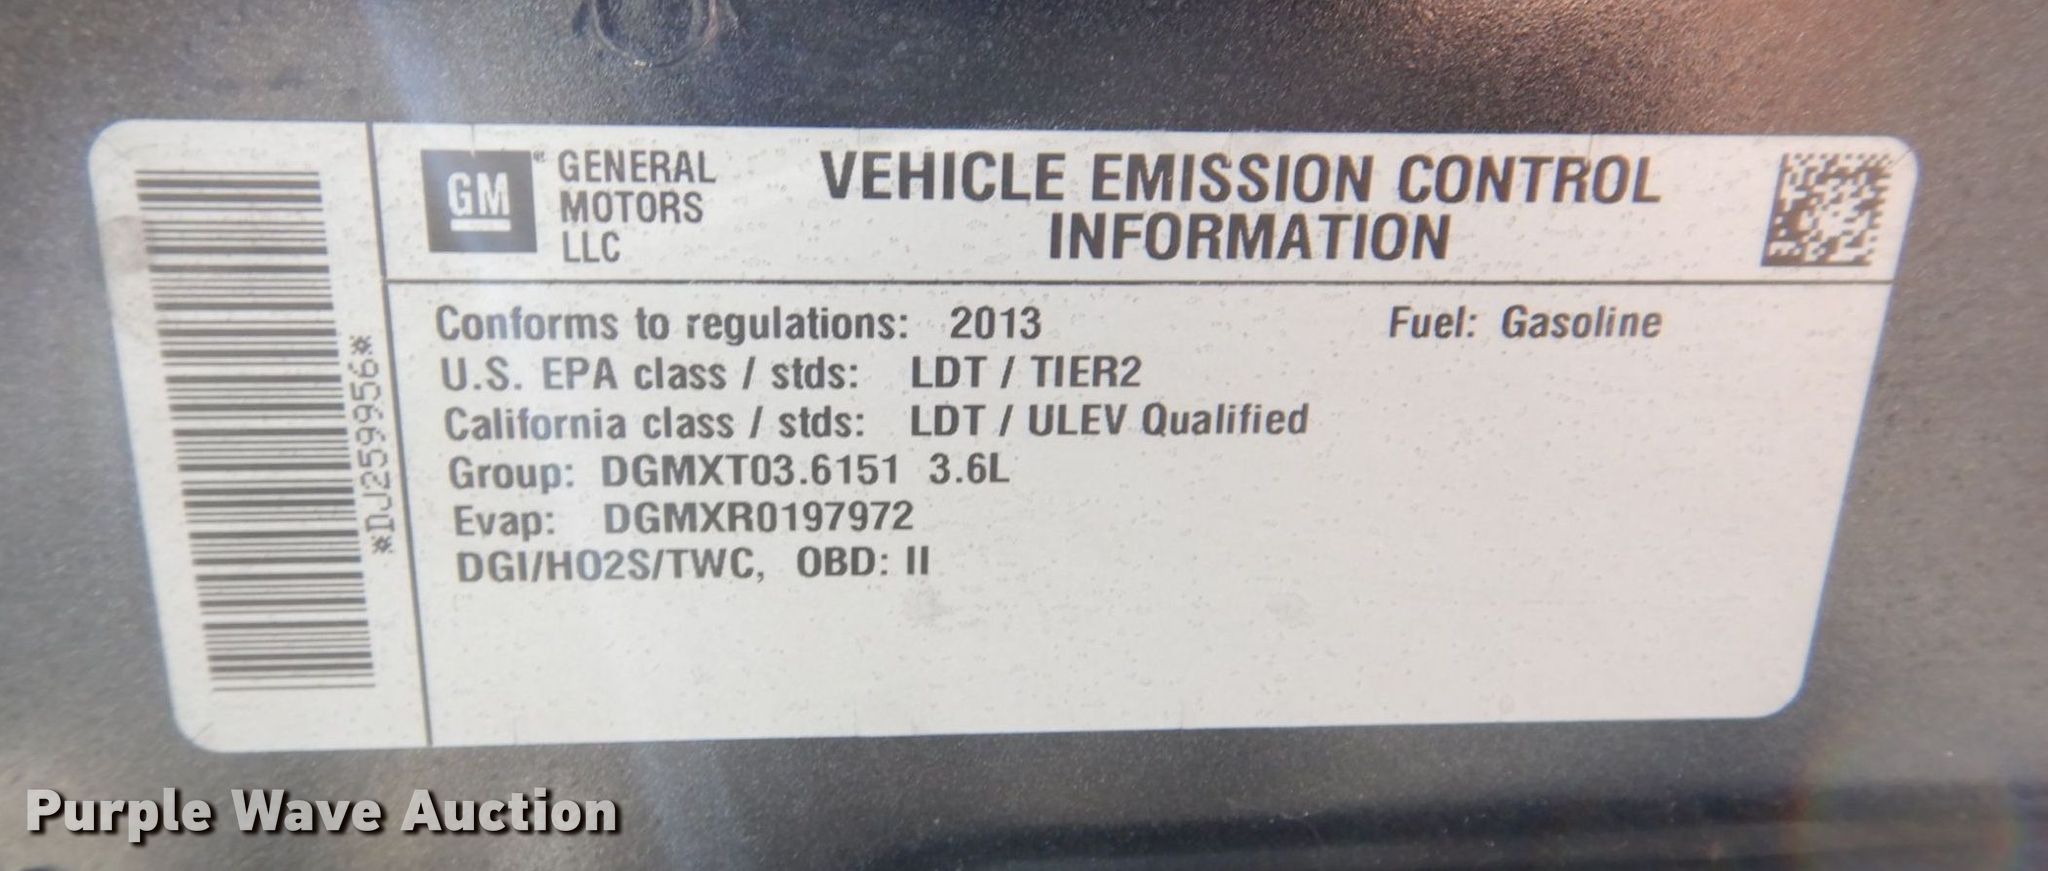 *DJ259956*
GM
GENERAL
MOTORS
LLC
VEHICLE EMISSION CONTROL
INFORMATION
Conforms to regulations: 2013 Fuel: Gasoline
U.S. EPA class / stds: LDT / TIER2
California class / stds: LDT / ULEV Qualified
Group: DGMXT03.6151 3.6L
Evap: DGMXR0197972
DGI/HO2S/TWC, OBD: II
Purple Wave Auction